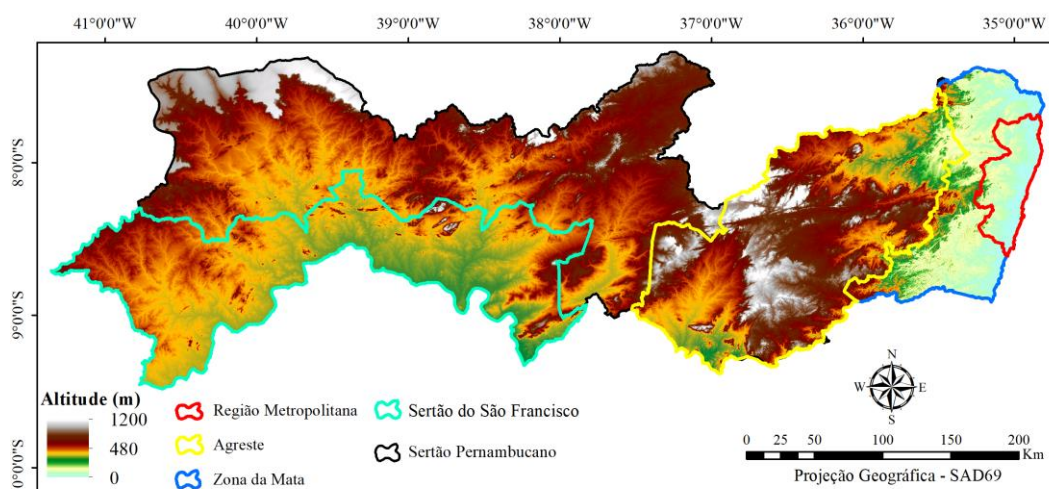 41°0'0"W 40°0'0"W 39°0'0"W 38°0'0"W 37°0'0"W 36°0'0"W 35°0'0"W
8°0'0"S
9°0'0"S
10°0'0"S
Altitude (m)
1200
480
0
Região Metropolitana
Agreste
Zona da Mata
Sertão do São Francisco
Sertão Pernambucano
N
W E
S
0 25 50 100 150 200
Km
Projeção Geográfica - SAD69